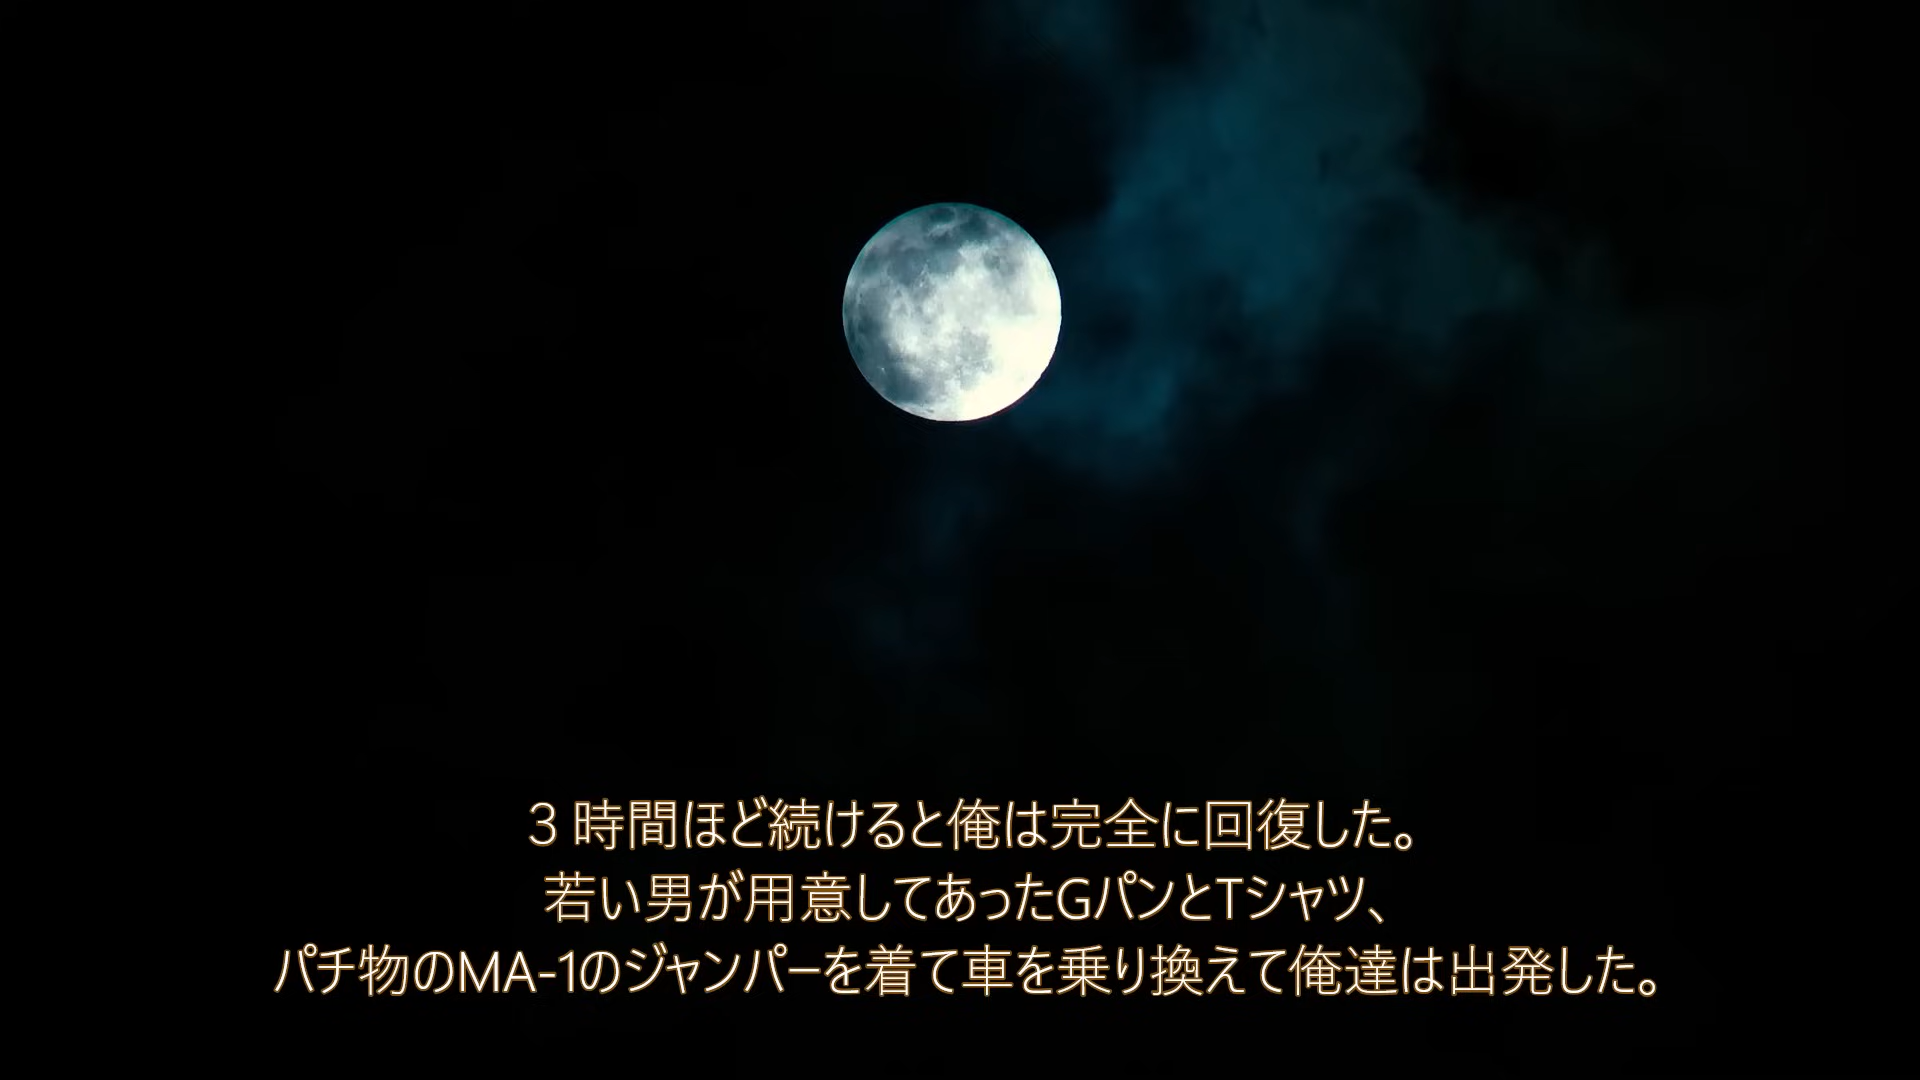 ３時間ほど続けると俺は完全に回復した。
若い男が用意してあったGパンとTシャツ、
パチ物のMA-1のジャンパーを着て車を乗り換えて俺達は出発した。